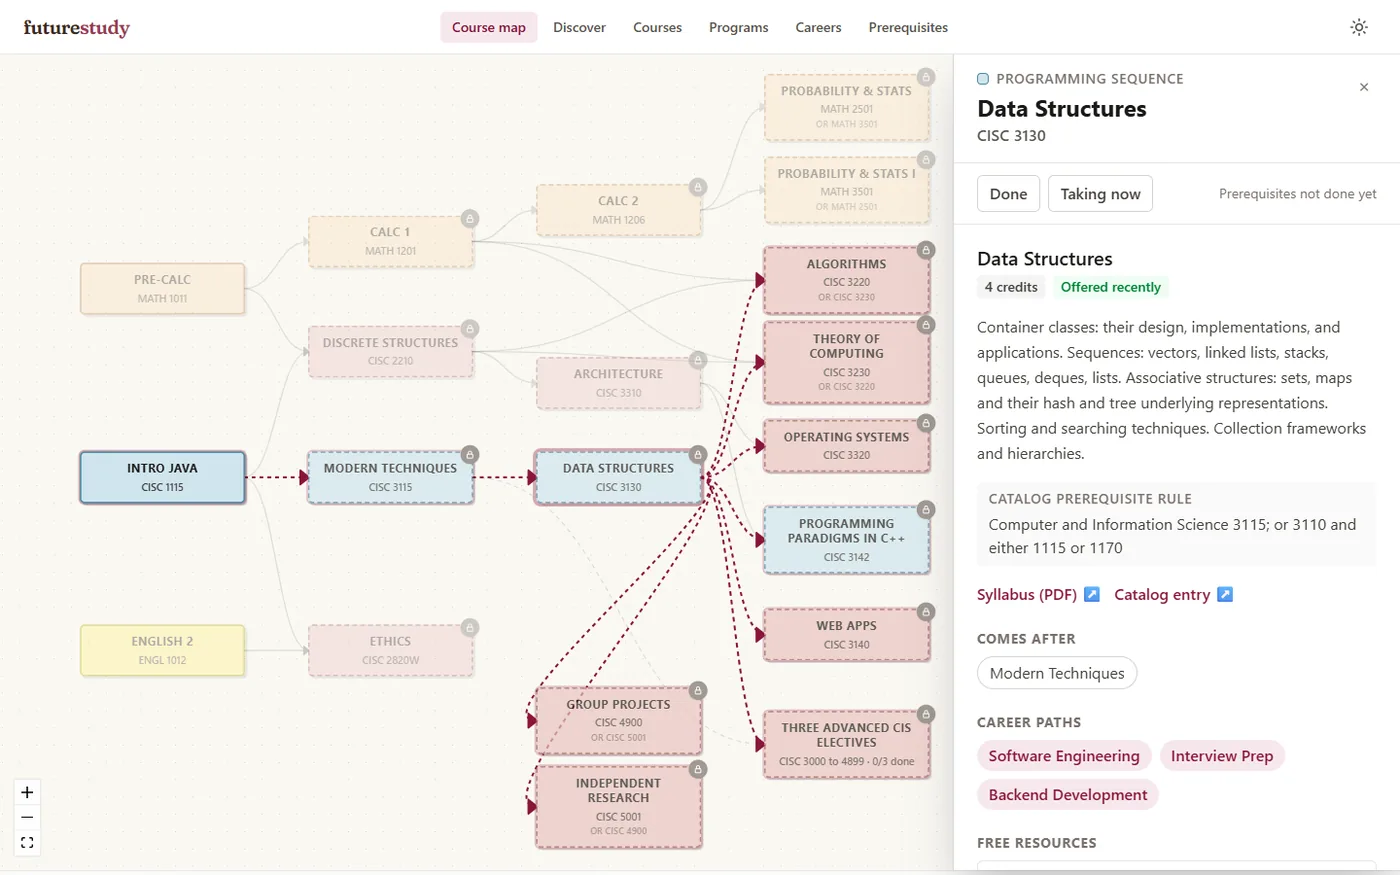 futurestudy
Course map
Discover
Courses
Programs
Careers
Prerequisites
PROBABILITY & STATS
MATH 2501
OR MATH 3501
PROBABILITY & STATS I
MATH 3501
OR MATH 2501
CALC 2
MATH 1206
CALC 1
MATH 1201
PRE-CALC
MATH 1011
ALGORITHMS
CISC 3220
OR CISC 3230
DISCRETE STRUCTURES
CISC 2210
THEORY OF
COMPUTING
CISC 3230
OR CISC 3220
ARCHITECTURE
CISC 3310
OPERATING SYSTEMS
CISC 3320
INTRO JAVA
CISC 1115
MODERN TECHNIQUES
CISC 3115
DATA STRUCTURES
CISC 3130
PROGRAMMING
PARADIGMS IN C++
CISC 3142
WEB APPS
CISC 3140
ENGLISH 2
ENGL 1012
ETHICS
CISC 2820W
GROUP PROJECTS
CISC 4900
OR CISC 5001
THREE ADVANCED CIS
ELECTIVES
CISC 3000 to 4899 · 0/3 done
INDEPENDENT
RESEARCH
CISC 5001
OR CISC 4900
PROGRAMMING SEQUENCE
Data Structures
CISC 3130
Done
Taking now
Prerequisites not done yet
Data Structures
4 credits
Offered recently
Container classes: their design, implementations, and
applications. Sequences: vectors, linked lists, stacks,
queues, deques, lists. Associative structures: sets, maps
and their hash and tree underlying representations.
Sorting and searching techniques. Collection frameworks
and hierarchies.
CATALOG PREREQUISITE RULE
Computer and Information Science 3115; or 3110 and
either 1115 or 1170
Syllabus (PDF)
Catalog entry
COMES AFTER
Modern Techniques
CAREER PATHS
Software Engineering
Interview Prep
Backend Development
FREE RESOURCES